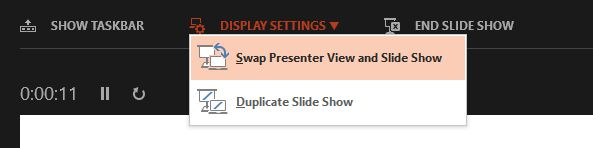 SHOW TASKBAR DISPLAY SETTINGS ▼ END SLIDE SHOW
Swap Presenter View and Slide Show
Duplicate Slide Show
0:00:11